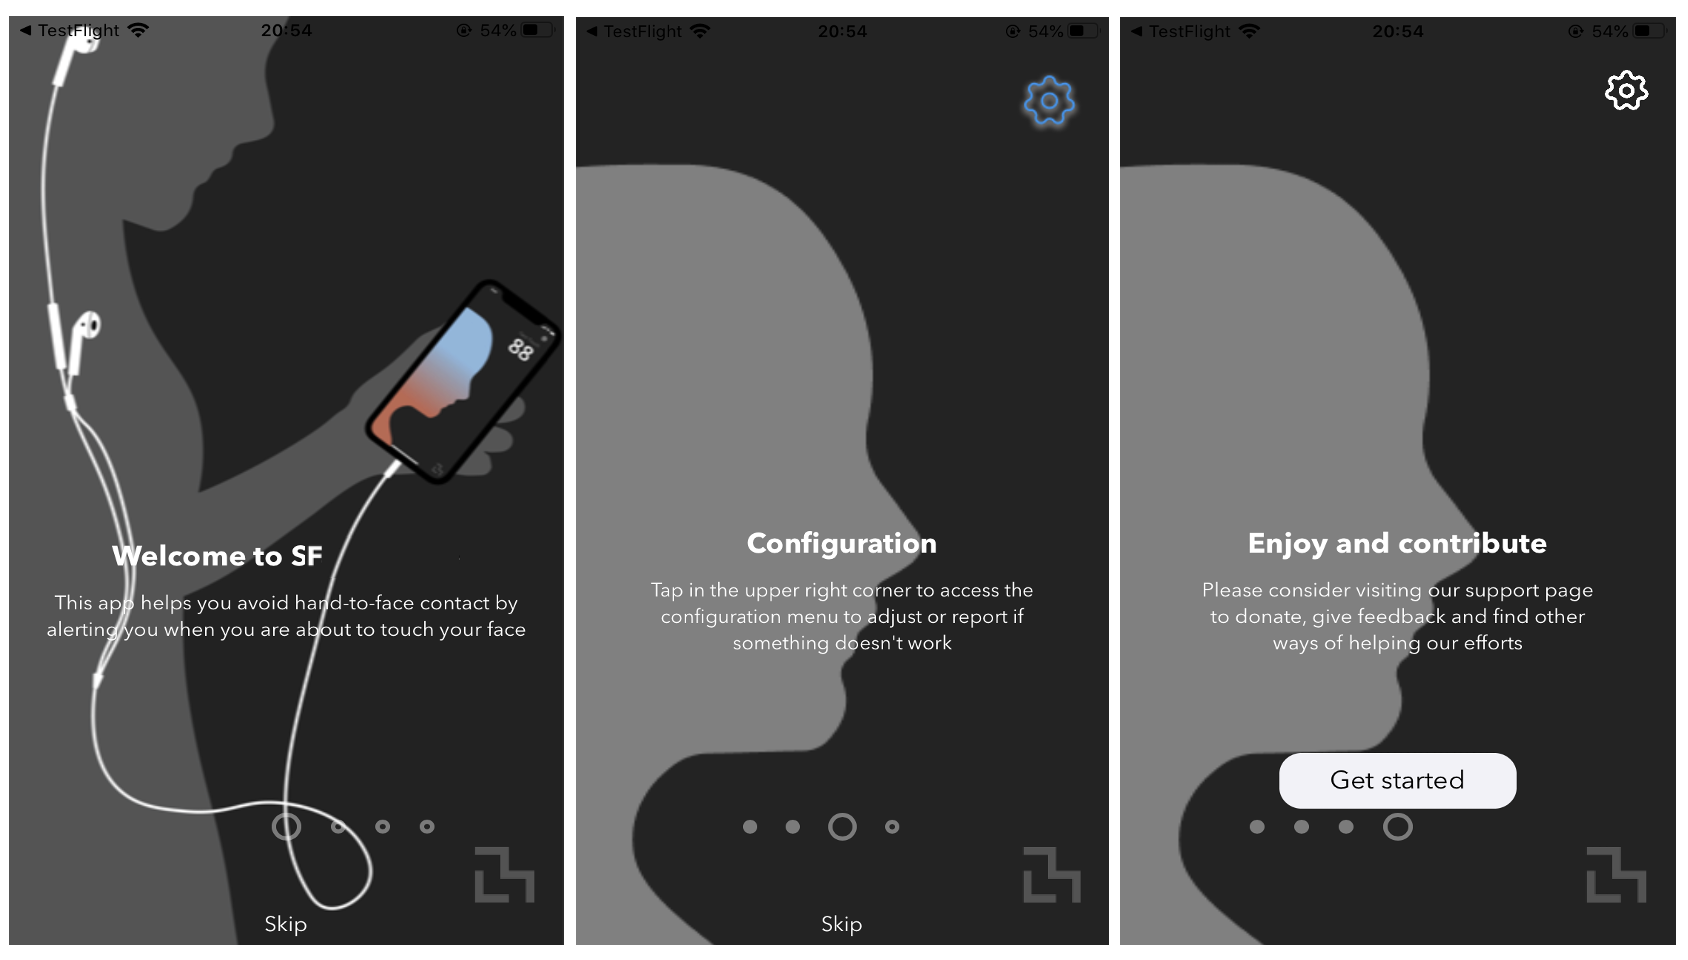 TestFlight 20:54 54%
88
Welcome to SF
This app helps you avoid hand-to-face contact by
alerting you when you are about to touch your face
Skip
TestFlight 20:54 54%
Configuration
Tap in the upper right corner to access the
configuration menu to adjust or report if
something doesn't work
Skip
TestFlight 20:54 54%
Enjoy and contribute
Please consider visiting our support page
to donate, give feedback and find other
ways of helping our efforts
Get started